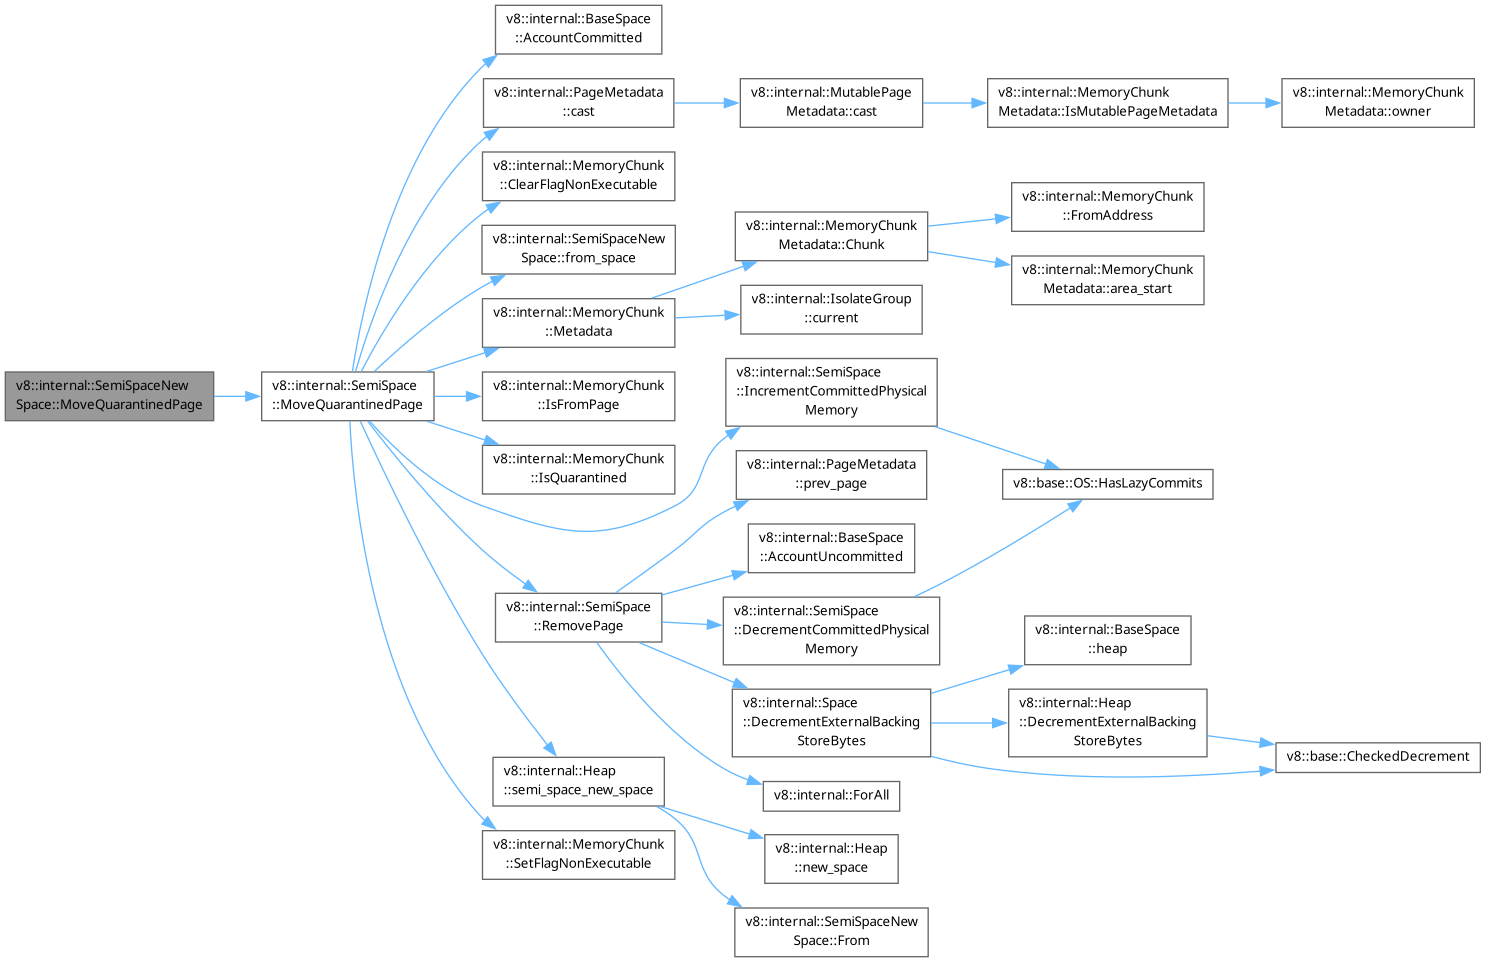 v8::internal::BaseSpace
::AccountCommitted
v8::internal::PageMetadata
::cast
v8::internal::MutablePage
Metadata::cast
v8::internal::MemoryChunk
Metadata::IsMutablePageMetadata
v8::internal::MemoryChunk
Metadata::owner
v8::internal::MemoryChunk
::ClearFlagNonExecutable
v8::internal::MemoryChunk
::FromAddress
v8::internal::SemiSpaceNew
Space::from_space
v8::internal::MemoryChunk
Metadata::Chunk
v8::internal::MemoryChunk
Metadata::area_start
v8::internal::MemoryChunk
::Metadata
v8::internal::IsolateGroup
::current
v8::internal::SemiSpaceNew
Space::MoveQuarantinedPage
v8::internal::SemiSpace
::MoveQuarantinedPage
v8::internal::MemoryChunk
::IsFromPage
v8::internal::SemiSpace
::IncrementCommittedPhysical
Memory
v8::internal::MemoryChunk
::IsQuarantined
v8::internal::PageMetadata
::prev_page
v8::base::OS::HasLazyCommits
v8::internal::BaseSpace
::AccountUncommitted
v8::internal::SemiSpace
::RemovePage
v8::internal::SemiSpace
::DecrementCommittedPhysical
Memory
v8::internal::BaseSpace
::heap
v8::internal::Space
::DecrementExternalBacking
StoreBytes
v8::internal::Heap
::DecrementExternalBacking
StoreBytes
v8::base::CheckedDecrement
v8::internal::Heap
::semi_space_new_space
v8::internal::ForAll
v8::internal::MemoryChunk
::SetFlagNonExecutable
v8::internal::Heap
::new_space
v8::internal::SemiSpaceNew
Space::From